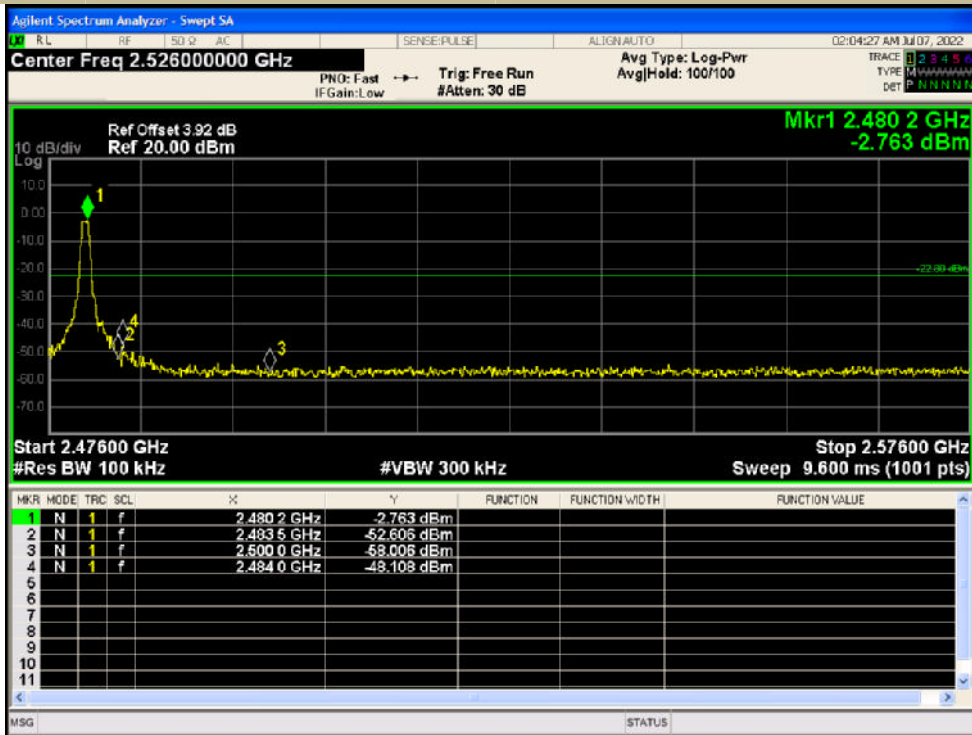 Agilent Spectrum Analyzer - Swept SA
RL RF 50 Ω AC SENSE:PULSE ALIGN AUTO 02:04:27 AM Jul 07, 2022
Center Freq 2.526000000 GHz
PNO: Fast
IFGain:Low
Trig: Free Run
#Atten: 30 dB
Avg Type: Log-Pwr
Avg|Hold: 100/100
TRACE 1 2 3 4 5 6
TYPE M
DET P N N N N N
Mkr1 2.480 2 GHz
-2.763 dBm
Ref Offset 3.92 dB
10 dB/div Ref 20.00 dBm
Log
10.0
0.00
-10.0
-20.0
-30.0
-40.0
-50.0
-60.0
-70.0
1
4
2
3
-22.80 dBm
Start 2.47600 GHz Stop 2.57600 GHz
#Res BW 100 kHz #VBW 300 kHz Sweep 9.600 ms (1001 pts)
MKR MODE TRC SCL X Y FUNCTION FUNCTION WIDTH FUNCTION VALUE
1 N 1 f 2.480 2 GHz -2.763 dBm
2 N 1 f 2.483 5 GHz -52.606 dBm
3 N 1 f 2.500 0 GHz -58.006 dBm
4 N 1 f 2.484 0 GHz -48.108 dBm
5
6
7
8
9
10
11
MSG STATUS